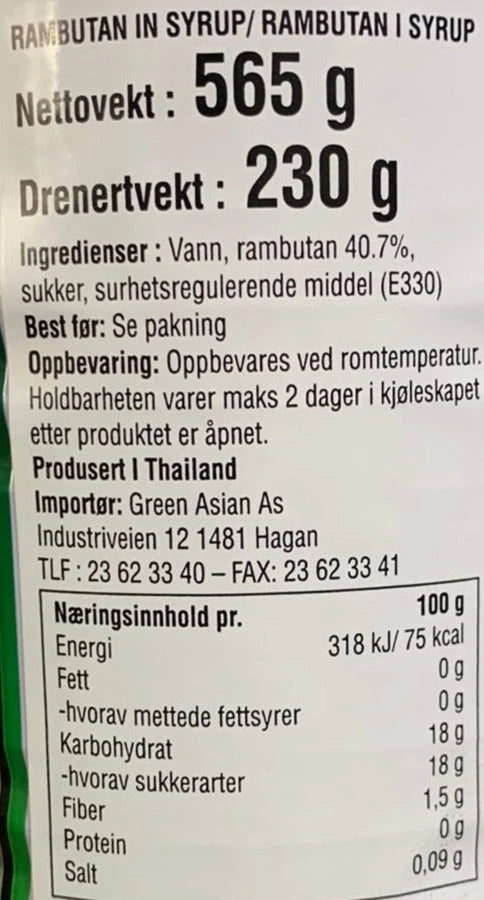 RAMBUTAN IN SYRUP/ RAMBUTAN I SYRUP
Nettovekt : 565 g
Drenertvekt : 230 g
Ingredienser : Vann, rambutan 40.7%,
sukker, surhetsregulerende middel (E330)
Best før: Se pakning
Oppbevaring: Oppbevares ved romtemperatur.
Holdbarheten varer maks 2 dager i kjøleskapet
etter produktet er åpnet.
Produsert I Thailand
Importør: Green Asian As
Industriveien 12 1481 Hagan
TLF : 23 62 33 40 – FAX: 23 62 33 41
Næringsinnhold pr. 100 g
Energi 318 kJ/ 75 kcal
Fett 0 g
-hvorav mettede fettsyrer 0 g
Karbohydrat 18 g
-hvorav sukkerarter 18 g
Fiber 1,5 g
Protein 0 g
Salt 0,09 g